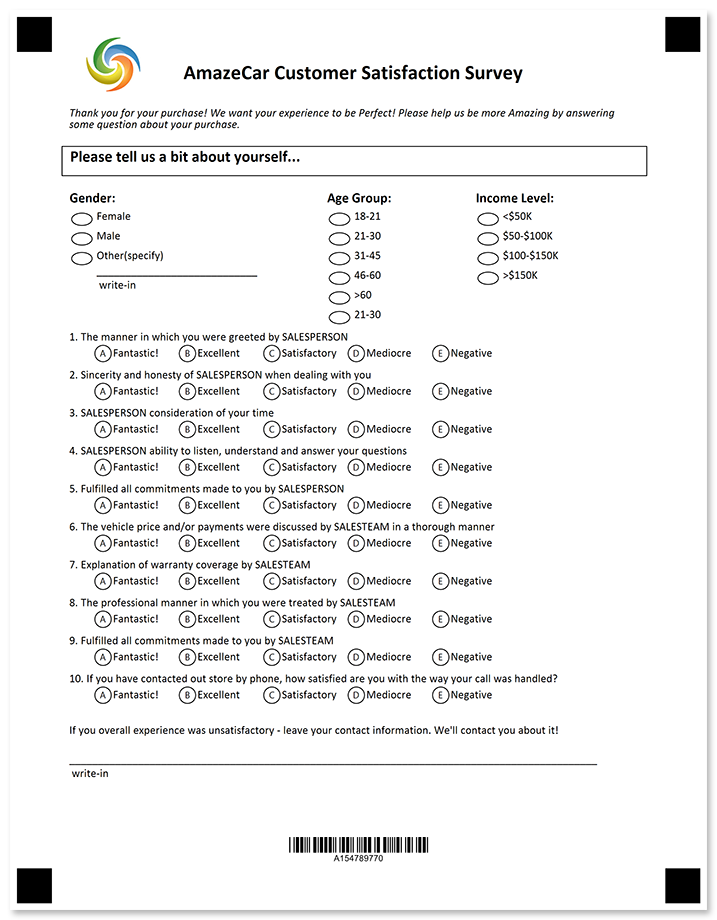 AmazeCar Customer Satisfaction Survey
Thank you for your purchase! We want your experience to be Perfect! Please help us be more Amazing by answering
some question about your purchase.
Please tell us a bit about yourself...
Gender: Age Group: Income Level:
Female 18-21 <$50K
Male 21-30 $50-$100K
Other(specify) 31-45 $100-$150K
46-60 >$150K
write-in >60
21-30
1. The manner in which you were greeted by SALESPERSON
A Fantastic! B Excellent C Satisfactory D Mediocre E Negative
2. Sincerity and honesty of SALESPERSON when dealing with you
A Fantastic! B Excellent C Satisfactory D Mediocre E Negative
3. SALESPERSON consideration of your time
A Fantastic! B Excellent C Satisfactory D Mediocre E Negative
4. SALESPERSON ability to listen, understand and answer your questions
A Fantastic! B Excellent C Satisfactory D Mediocre E Negative
5. Fulfilled all commitments made to you by SALESPERSON
A Fantastic! B Excellent C Satisfactory D Mediocre E Negative
6. The vehicle price and/or payments were discussed by SALESTEAM in a thorough manner
A Fantastic! B Excellent C Satisfactory D Mediocre E Negative
7. Explanation of warranty coverage by SALESTEAM
A Fantastic! B Excellent C Satisfactory D Mediocre E Negative
8. The professional manner in which you were treated by SALESTEAM
A Fantastic! B Excellent C Satisfactory D Mediocre E Negative
9. Fulfilled all commitments made to you by SALESTEAM
A Fantastic! B Excellent C Satisfactory D Mediocre E Negative
10. If you have contacted out store by phone, how satisfied are you with the way your call was handled?
A Fantastic! B Excellent C Satisfactory D Mediocre E Negative
If you overall experience was unsatisfactory - leave your contact information. We'll contact you about it!
write-in
A154789770